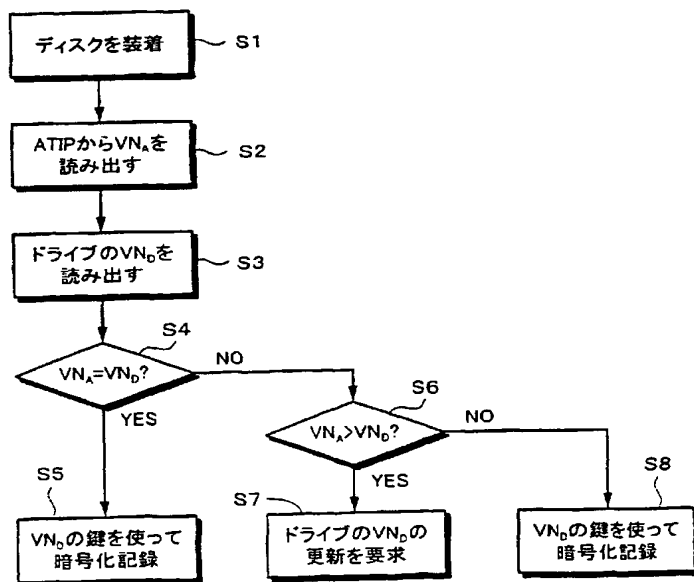 ディスクを装着
S1
ATIPからVN_Aを
読み出す
S2
ドライブのVN_Dを
読み出す
S3
S4
VN_A=VN_D?
NO
YES
S6
VN_A>VN_D?
NO
YES
S5
VN_Dの鍵を使って
暗号化記録
S7
ドライブのVN_Dの
更新を要求
S8
VN_Dの鍵を使って
暗号化記録